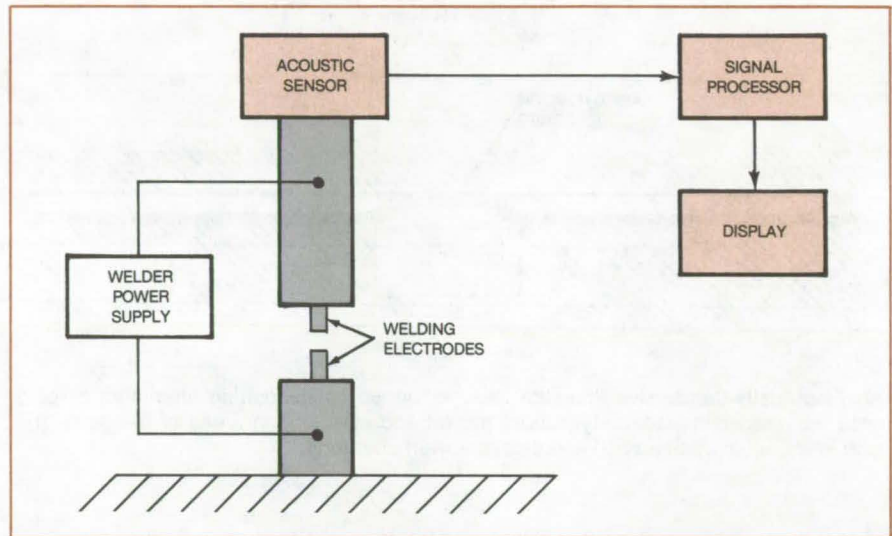 ACOUSTIC
SENSOR
SIGNAL
PROCESSOR
DISPLAY
WELDER
POWER
SUPPLY
WELDING
ELECTRODES